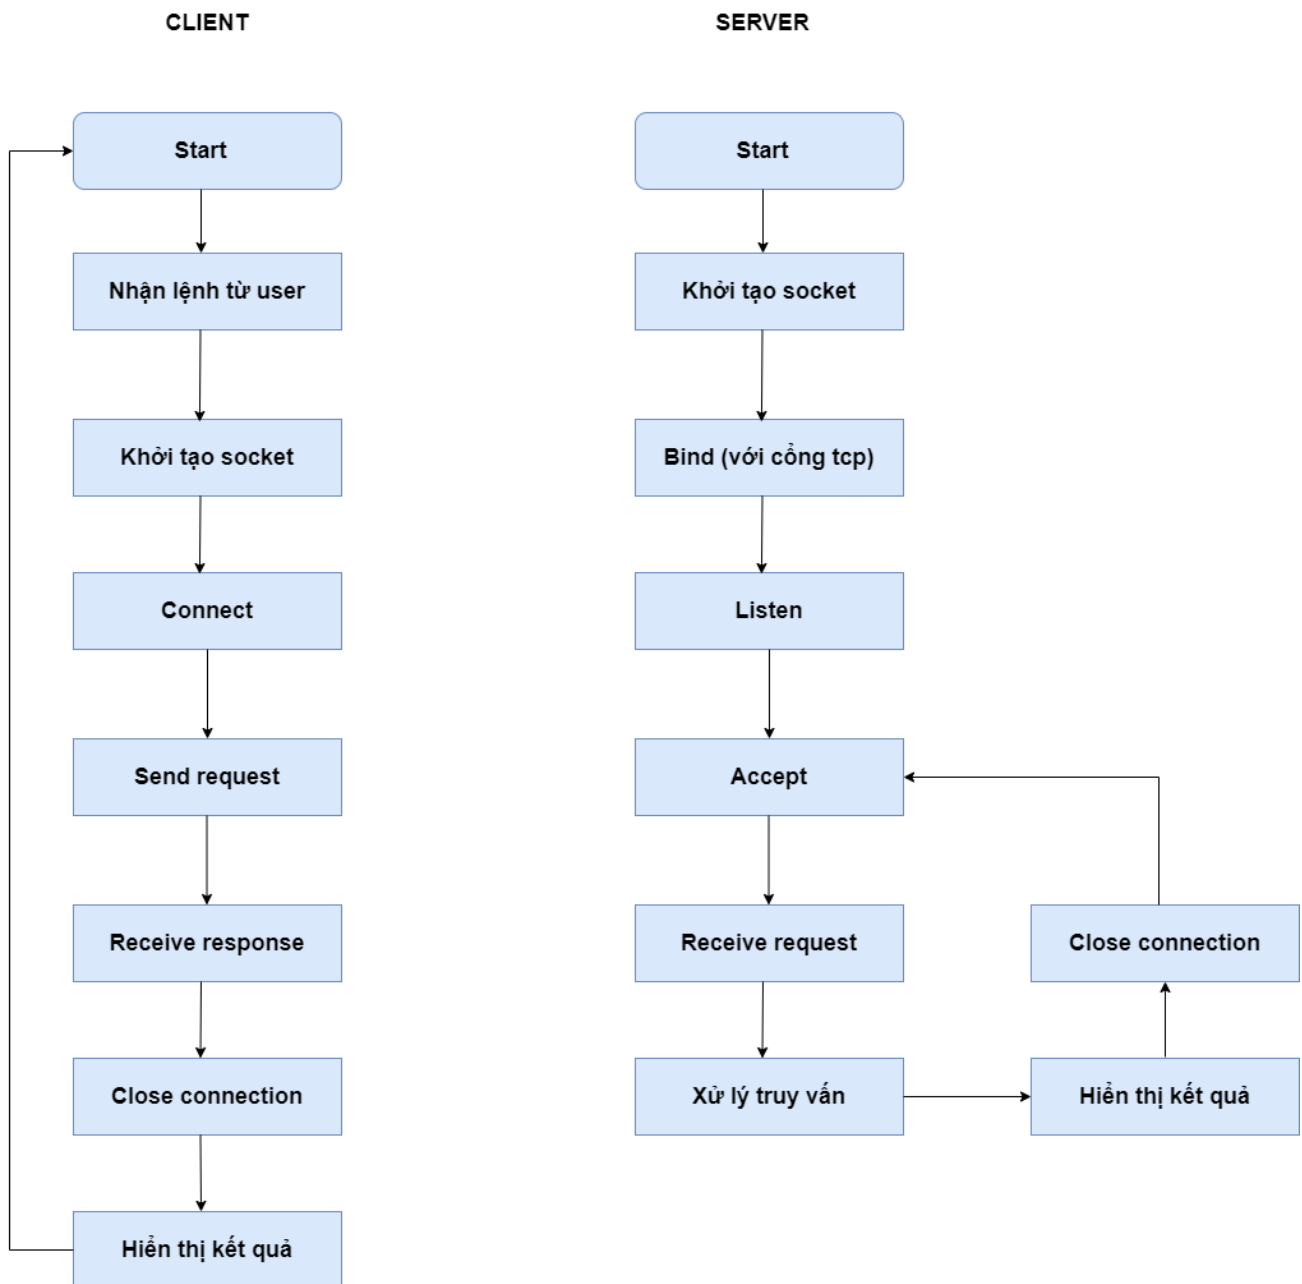 CLIENT
SERVER
Start
Nhận lệnh từ user
Khởi tạo socket
Connect
Send request
Receive response
Close connection
Hiển thị kết quả
Start
Khởi tạo socket
Bind (với cổng tcp)
Listen
Accept
Receive request
Xử lý truy vấn
Hiển thị kết quả
Close connection